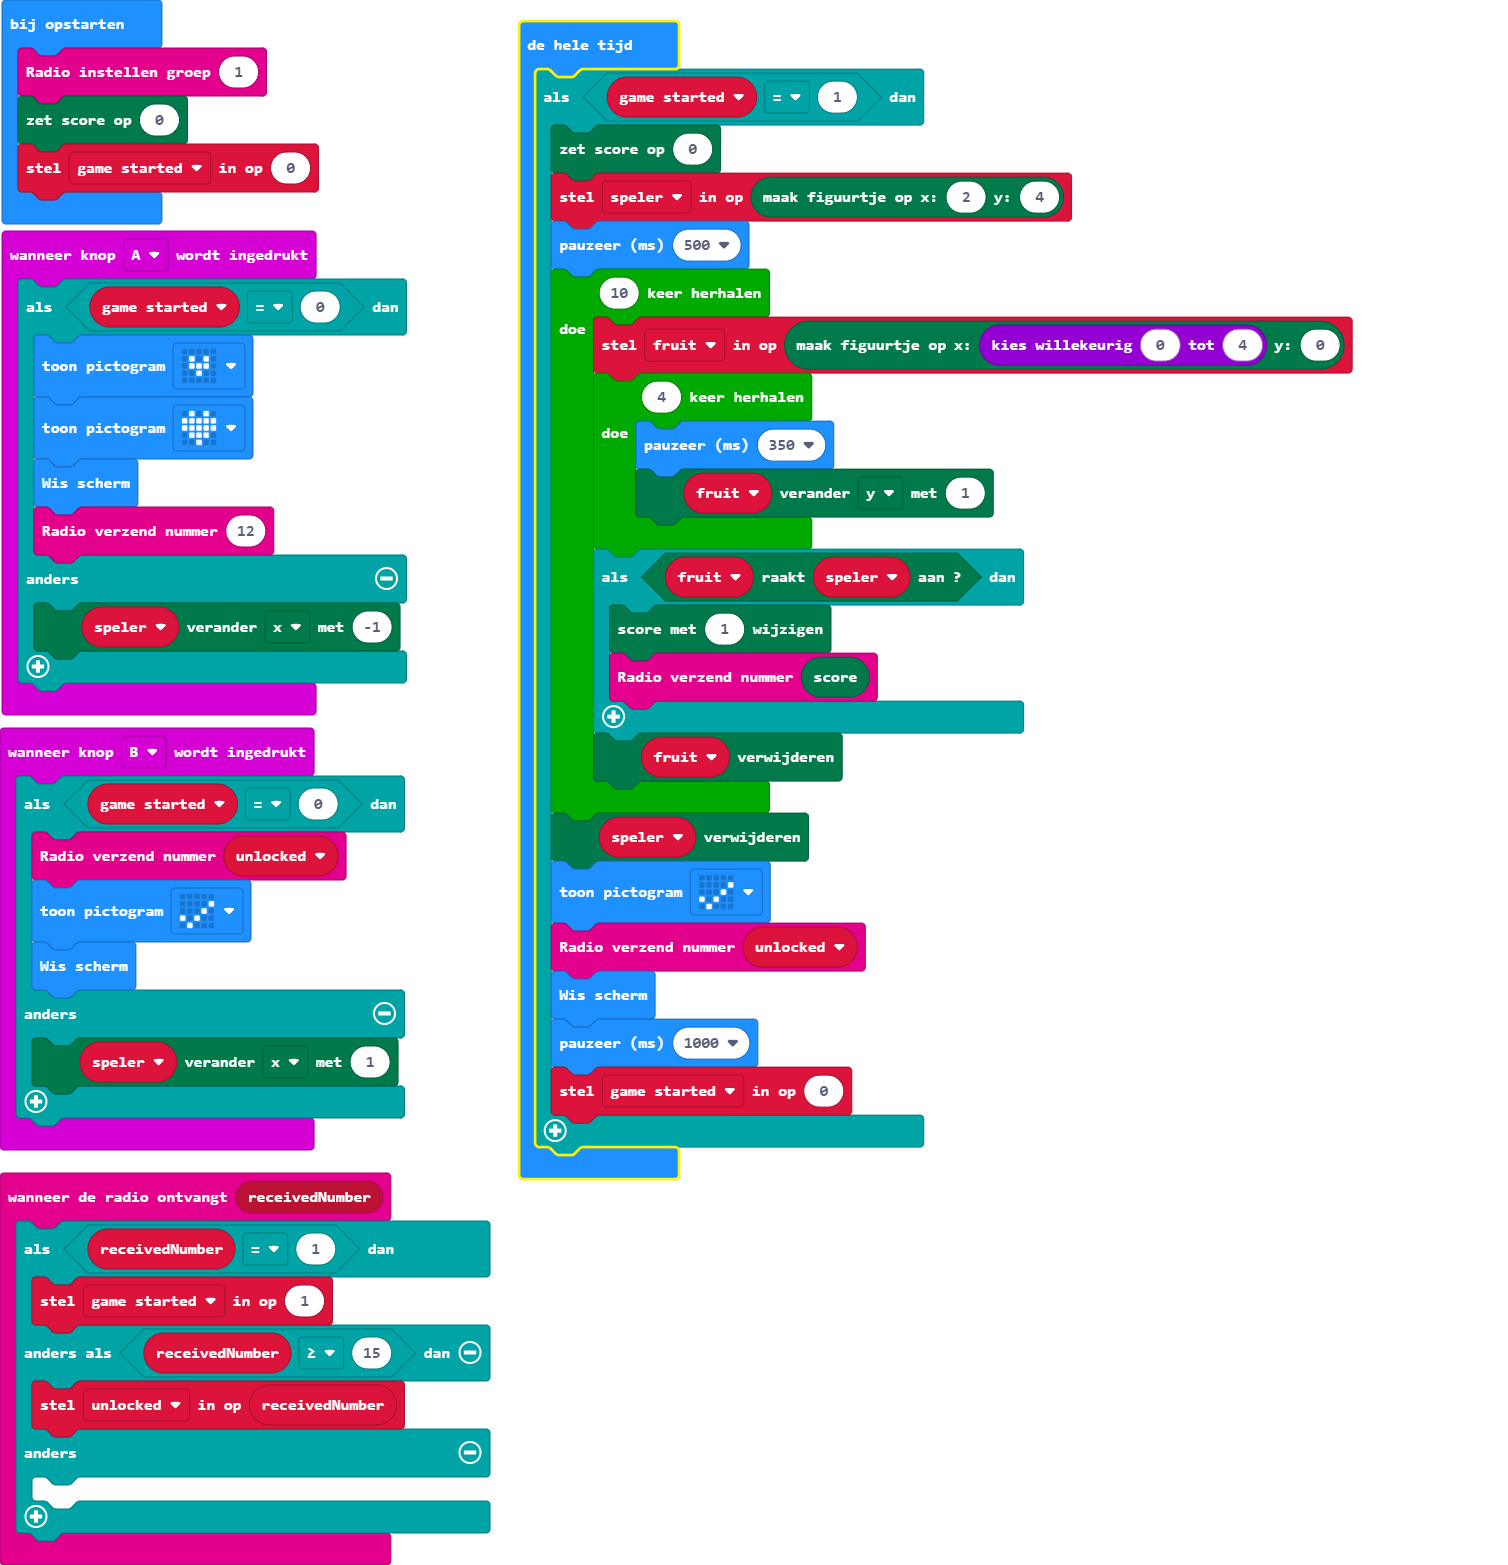 bij opstarten
Radio instellen groep 1
zet score op 0
stel game started in op 0
wanneer knop A wordt ingedrukt
als game started = 0 dan
toon pictogram
toon pictogram
Wis scherm
Radio verzend nummer 12
anders
speler verander x met -1
wanneer knop B wordt ingedrukt
als game started = 0 dan
Radio verzend nummer unlocked
toon pictogram
Wis scherm
anders
speler verander x met 1
wanneer de radio ontvangt receivedNumber
als receivedNumber = 1 dan
stel game started in op 1
anders als receivedNumber ≥ 15 dan
stel unlocked in op receivedNumber
anders
de hele tijd
als game started = 1 dan
zet score op 0
stel speler in op maak figuurtje op x: 2 y: 4
pauzeer (ms) 500
10 keer herhalen
doe
stel fruit in op maak figuurtje op x: kies willekeurig 0 tot 4 y: 0
4 keer herhalen
doe
pauzeer (ms) 350
fruit verander y met 1
als fruit raakt speler aan ? dan
score met 1 wijzigen
Radio verzend nummer score
fruit verwijderen
speler verwijderen
toon pictogram
Radio verzend nummer unlocked
Wis scherm
pauzeer (ms) 1000
stel game started in op 0